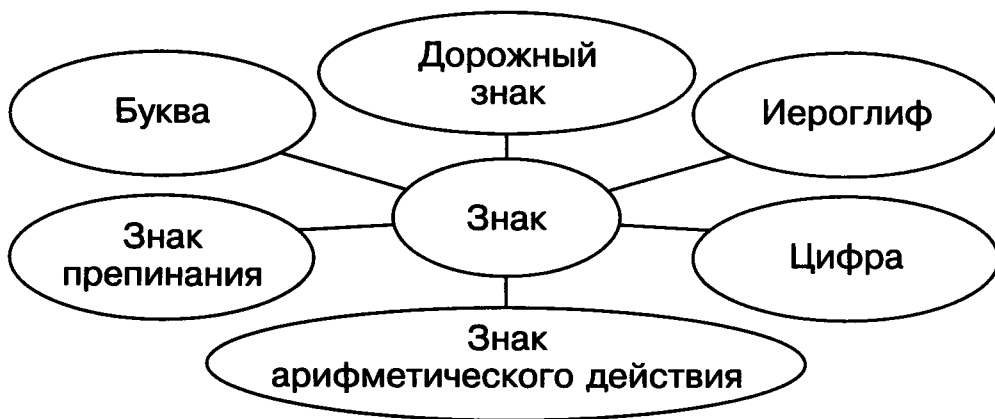 Дорожный
знак
Буква
Иероглиф
Знак
Знак
препинания
Цифра
Знак
арифметического действия